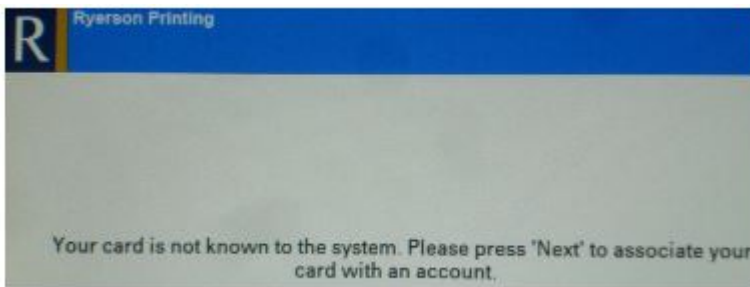 R
Ryerson Printing
Your card is not known to the system. Please press 'Next' to associate your
card with an account.